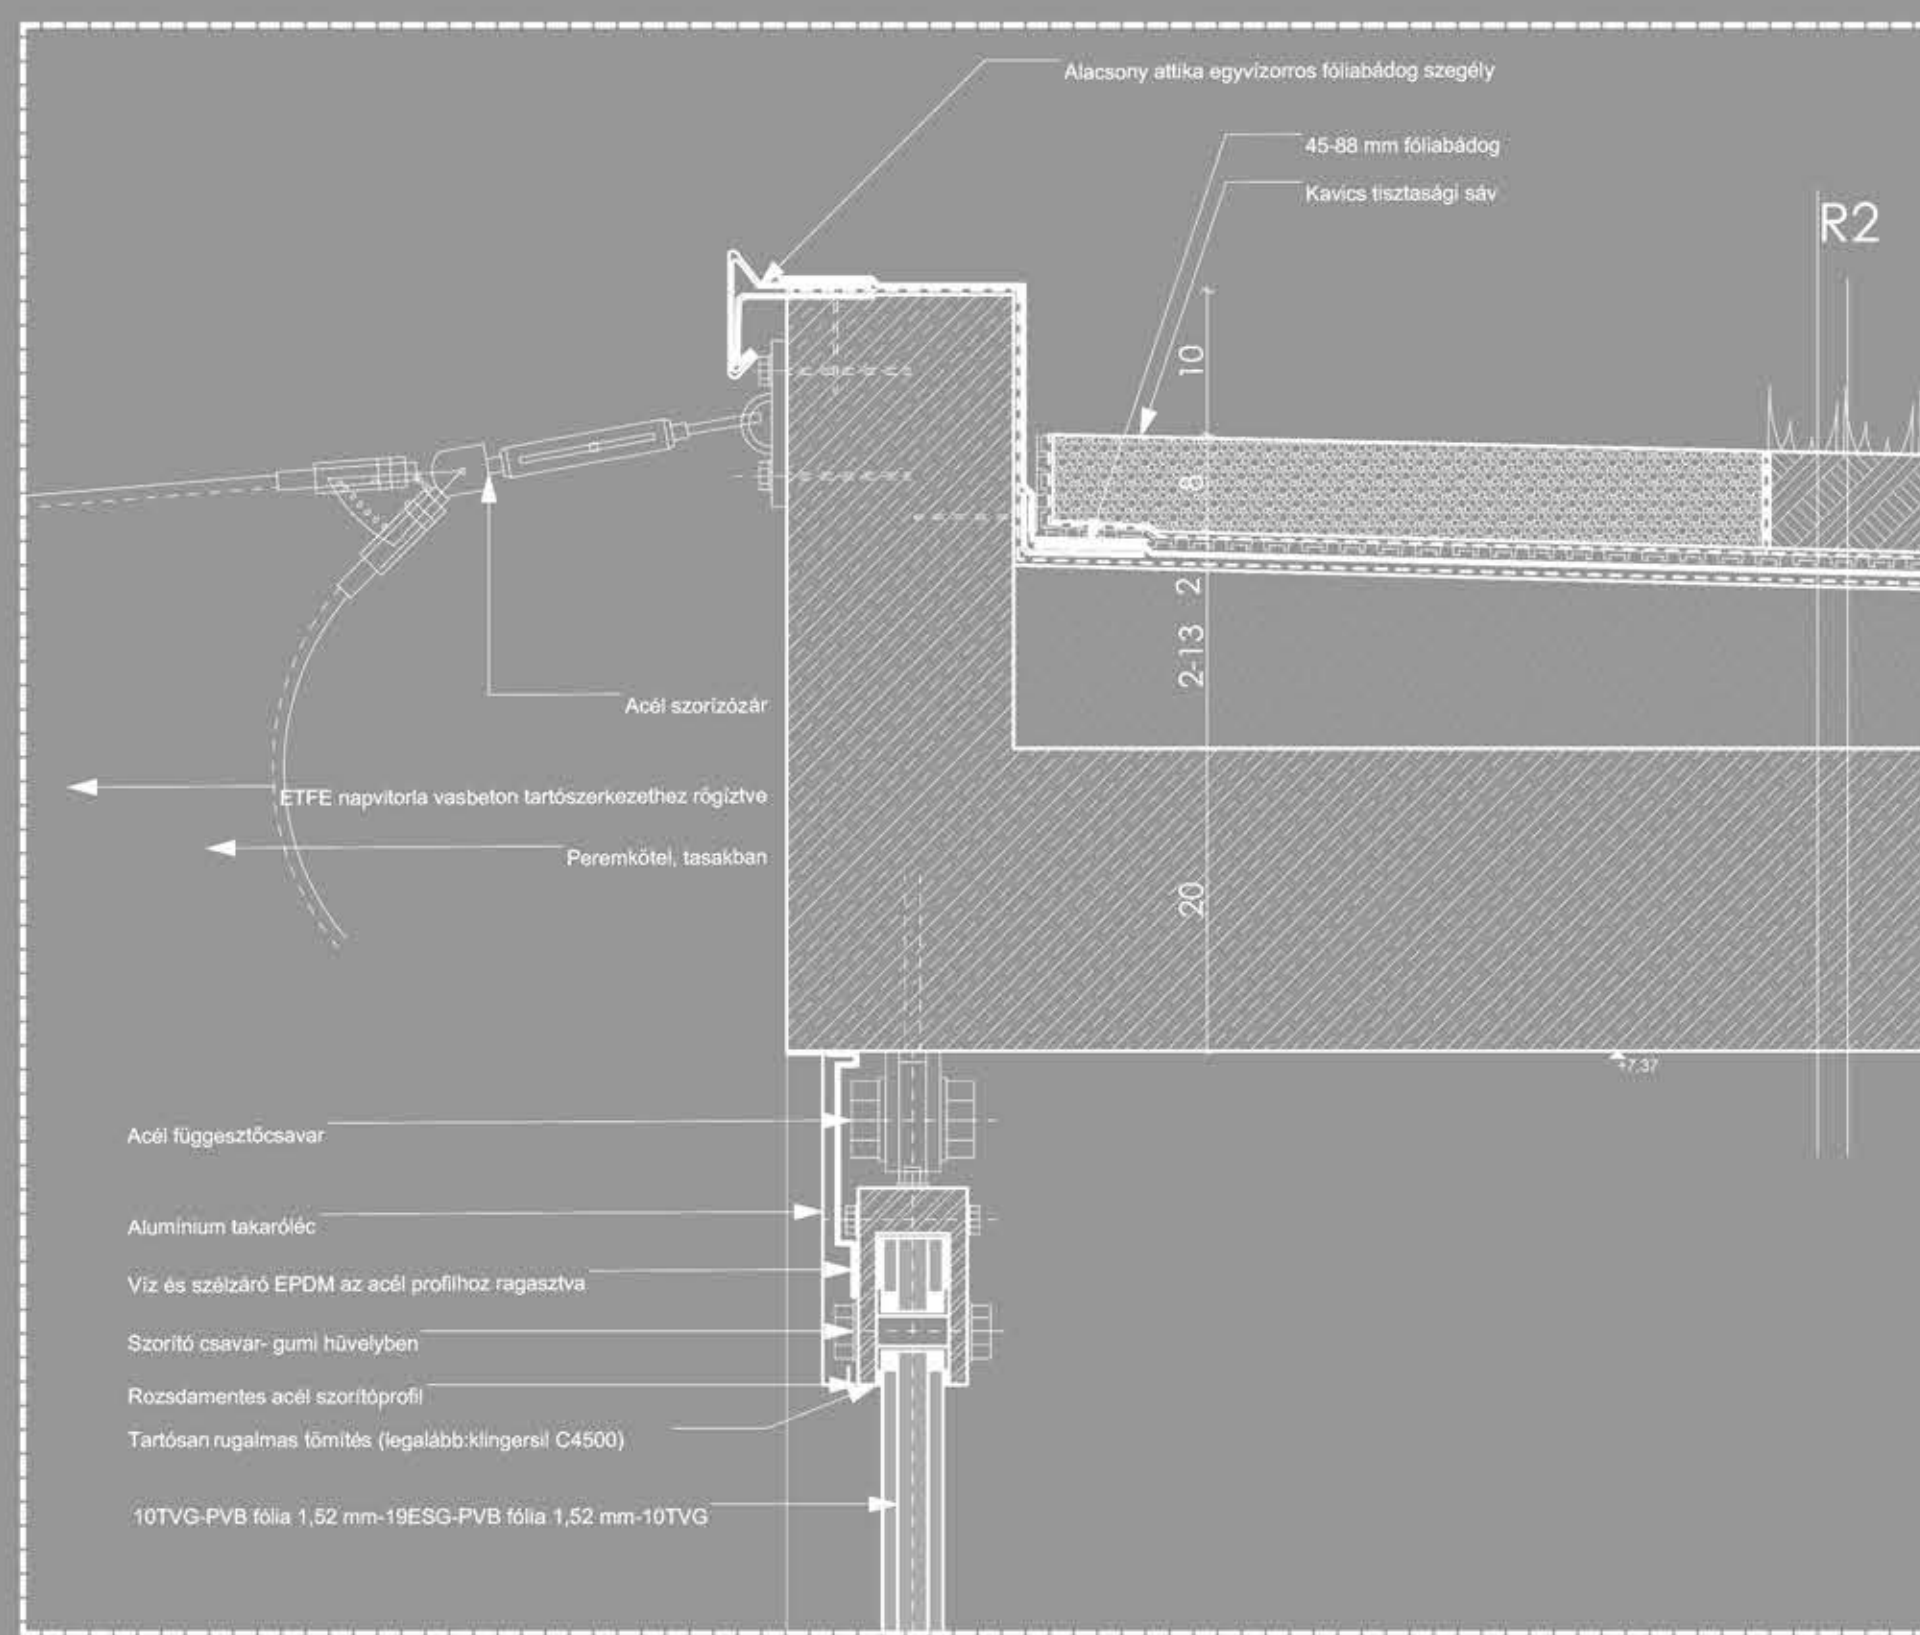 Alacsony attika egyvízorros fóliabádog szegély
45-88 mm fóliabádog
Kavics tisztasági sáv
R2
10
8
2
2-13
20
Acél szorízózár
ETFE napvitorla vasbeton tartószerkezethez rögíztve
Peremkötel, tasakban
+7,37
Acél függesztőcsavar
Alumínium takaróléc
Víz és szélzáró EPDM az acél profilhoz ragasztva
Szorító csavar- gumi hüvelyben
Rozsdamentes acél szorítóprofil
Tartósan rugalmas tömítés (legalább:klingersil C4500)
10TVG-PVB fólia 1,52 mm-19ESG-PVB fólia 1,52 mm-10TVG